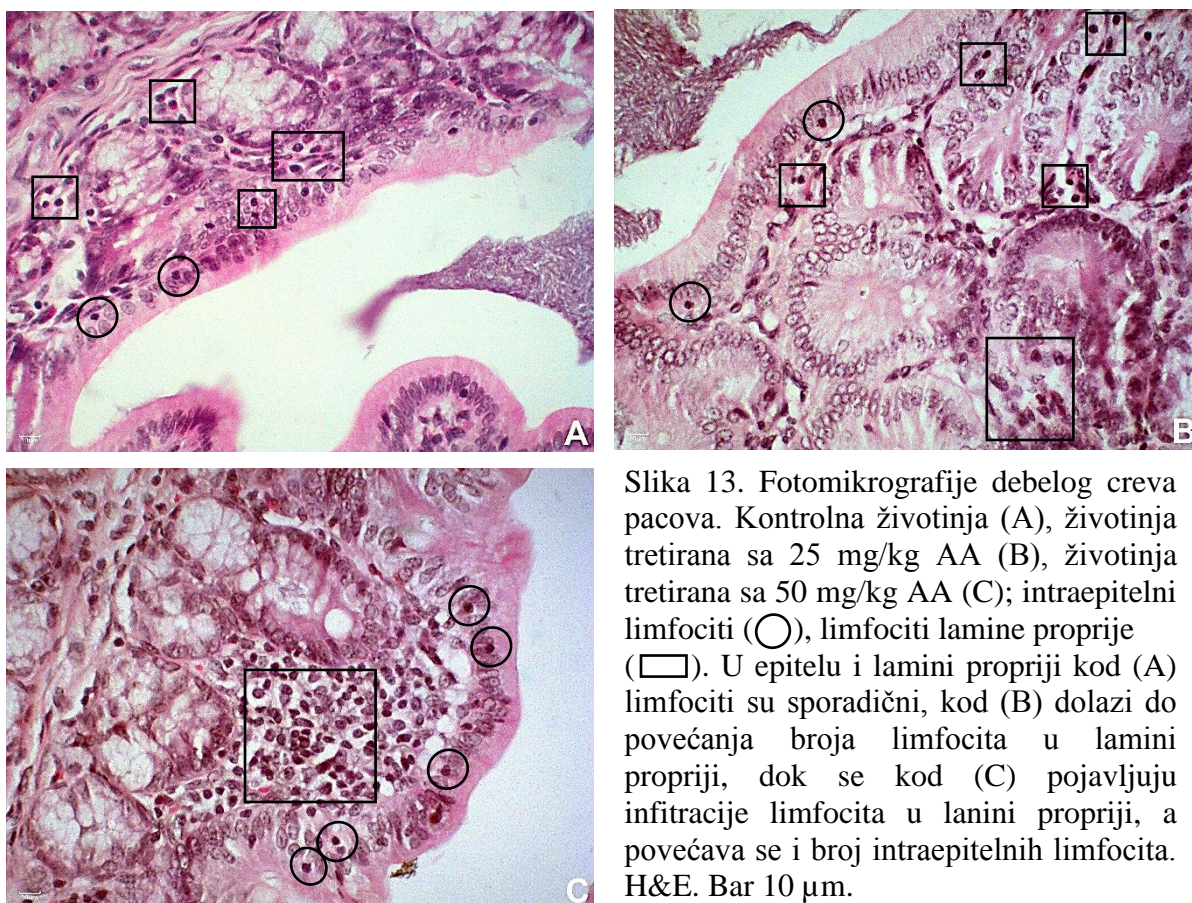 A
B
C
Slika 13. Fotomikrografije debelog creva
pacova. Kontrolna životinja (A), životinja
tretirana sa 25 mg/kg AA (B), životinja
tretirana sa 50 mg/kg AA (C); intraepitelni
limfociti (◯), limfociti lamine proprije
(▭). U epitelu i lamini propriji kod (A)
limfociti su sporadični, kod (B) dolazi do
povećanja broja limfocita u lamini
propriji, dok se kod (C) pojavljuju
infitracije limfocita u lanini propriji, a
povećava se i broj intraepitelnih limfocita.
H&E. Bar 10 µm.